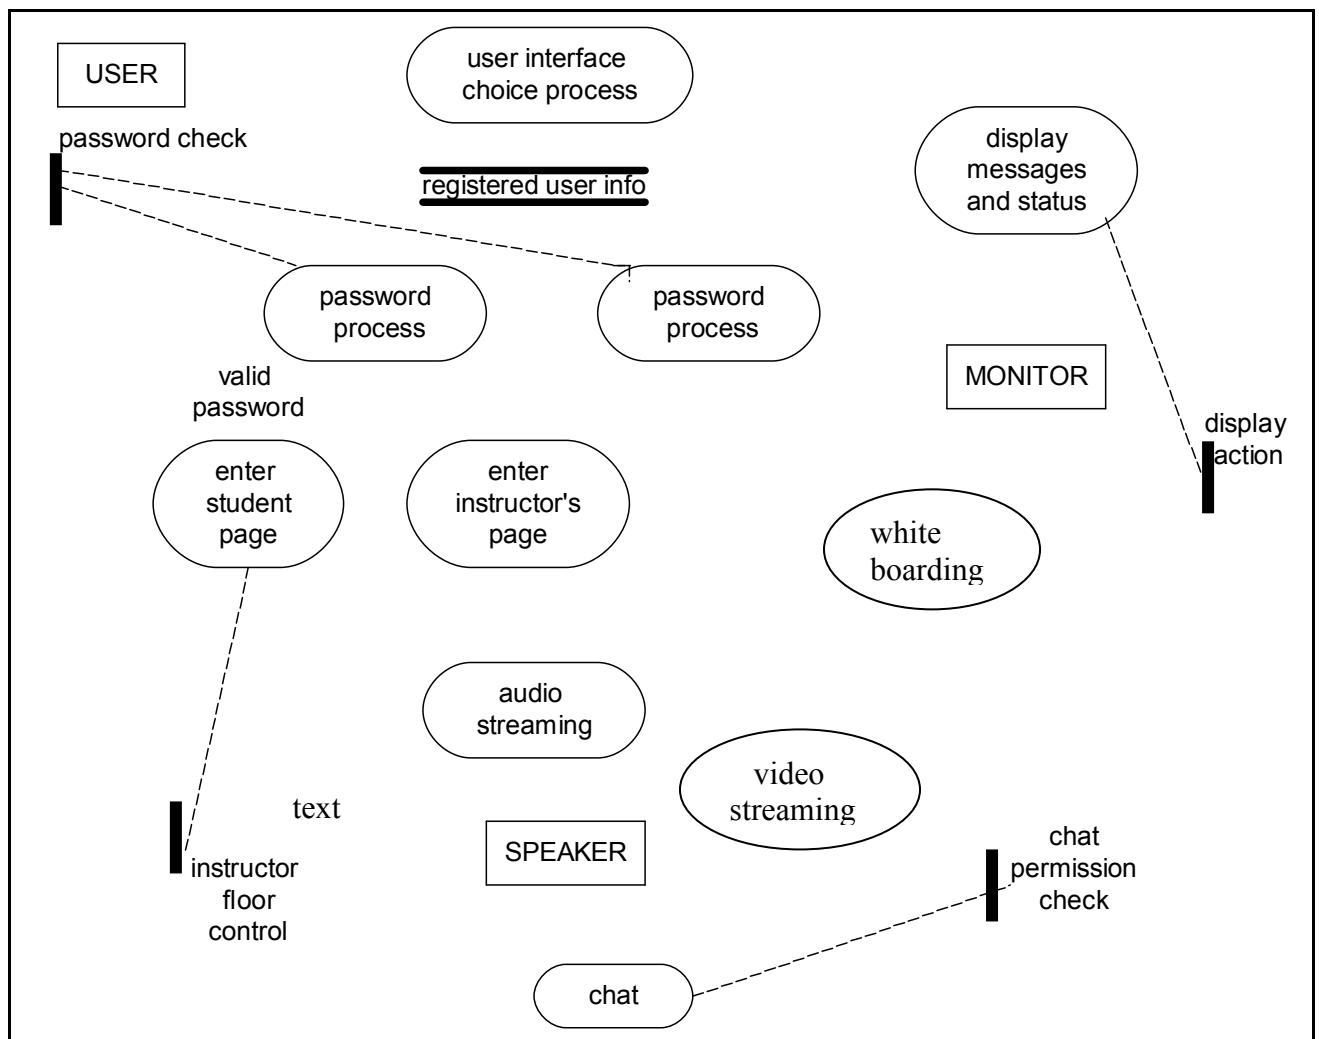 USER
user interface
choice process
password check
display
messages
and status
registered user info
password
process
password
process
valid
password
MONITOR
display
action
enter
student
page
enter
instructor's
page
white
boarding
audio
streaming
video
streaming
text
SPEAKER
chat
permission
check
instructor
floor
control
chat